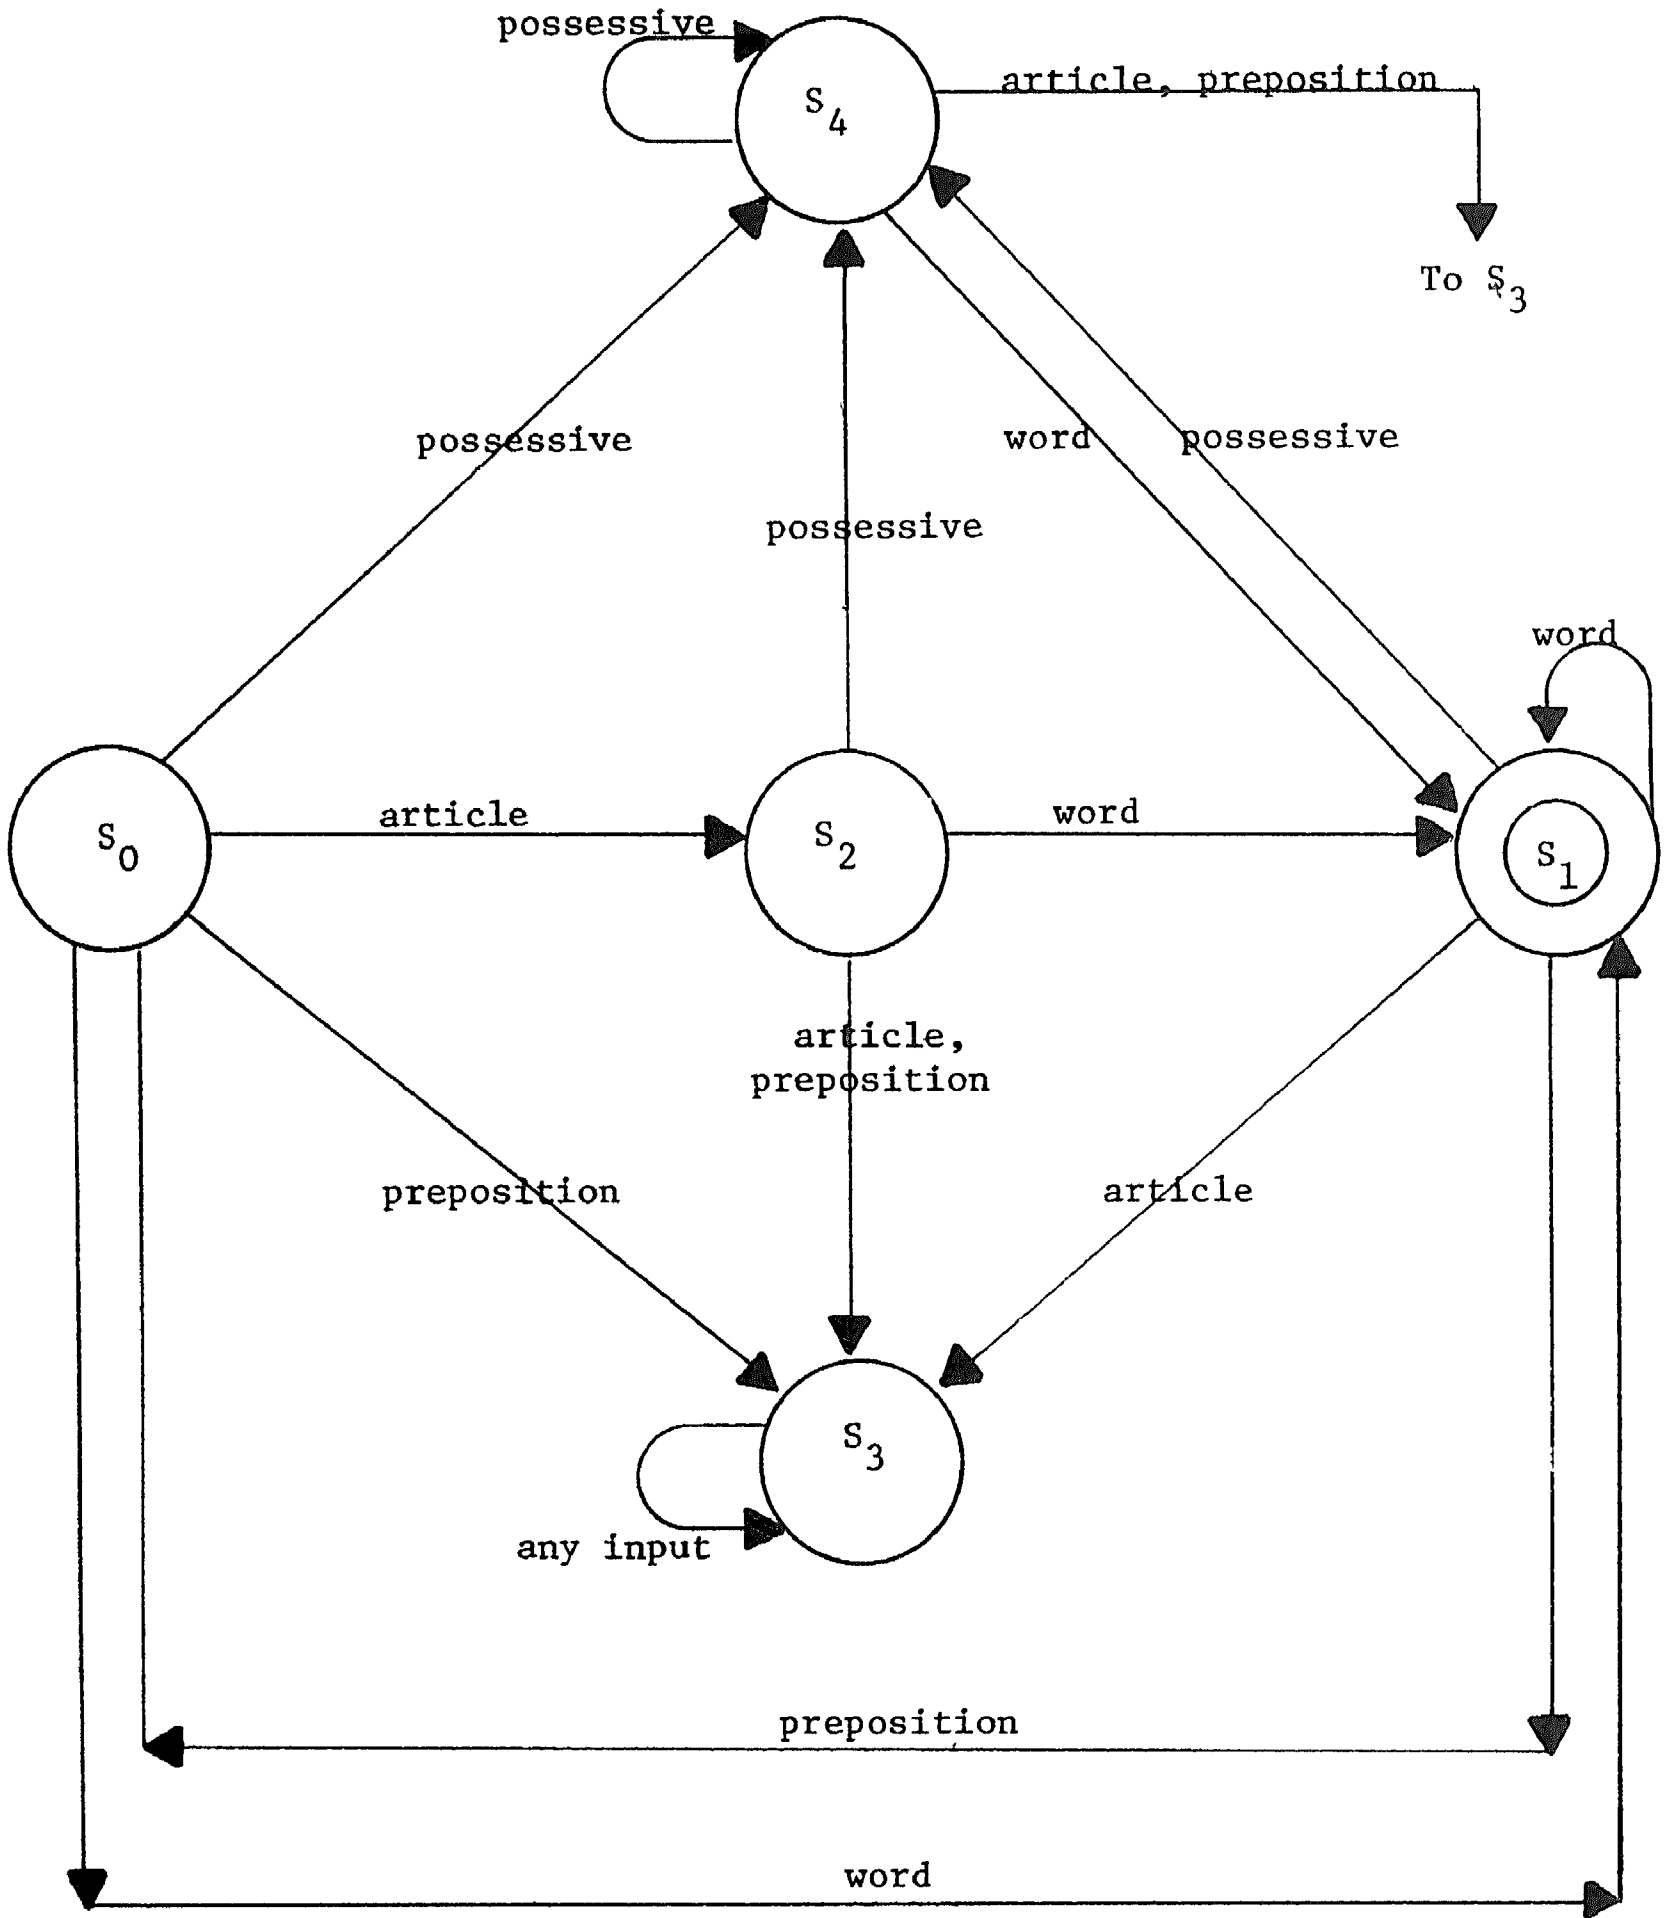 possessive
S4
article, preposition
To S3
possessive
word
possessive
possessive
word
S0
article
S2
word
S1
article,
preposition
preposition
article
S3
any input
preposition
word